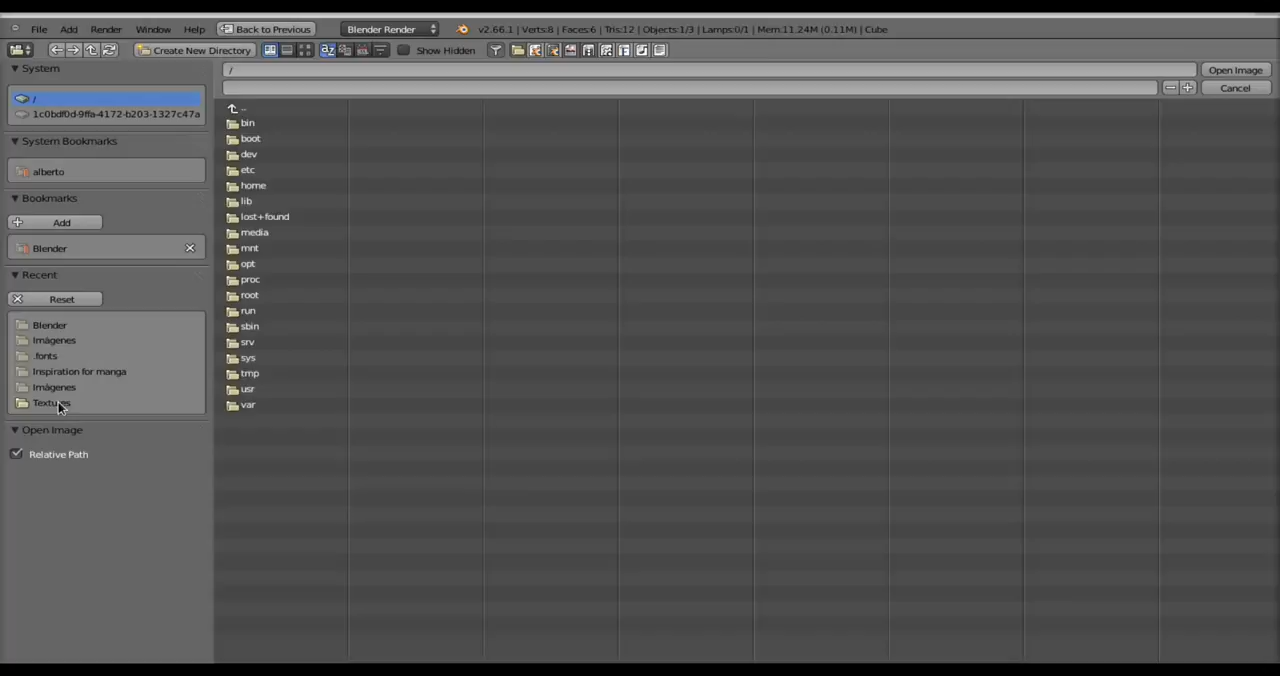 File Add Render Window Help Back to Previous Blender Render v2.66.1 | Verts:8 | Faces:6 | Tris:12 | Objects:1/3 | Lamps:0/1 | Mem:11.24M (0.11M) | Cube
Create New Directory Show Hidden
System
/
1c0bdf0d-9ffa-4172-b203-1327c47a
System Bookmarks
alberto
Bookmarks
Add
Blender
Recent
Reset
Blender
Imágenes
.fonts
Inspiration for manga
Imágenes
Textures
Open Image
Relative Path
/ Open Image
Cancel
..
bin
boot
dev
etc
home
lib
lost+found
media
mnt
opt
proc
root
run
sbin
srv
sys
tmp
usr
var